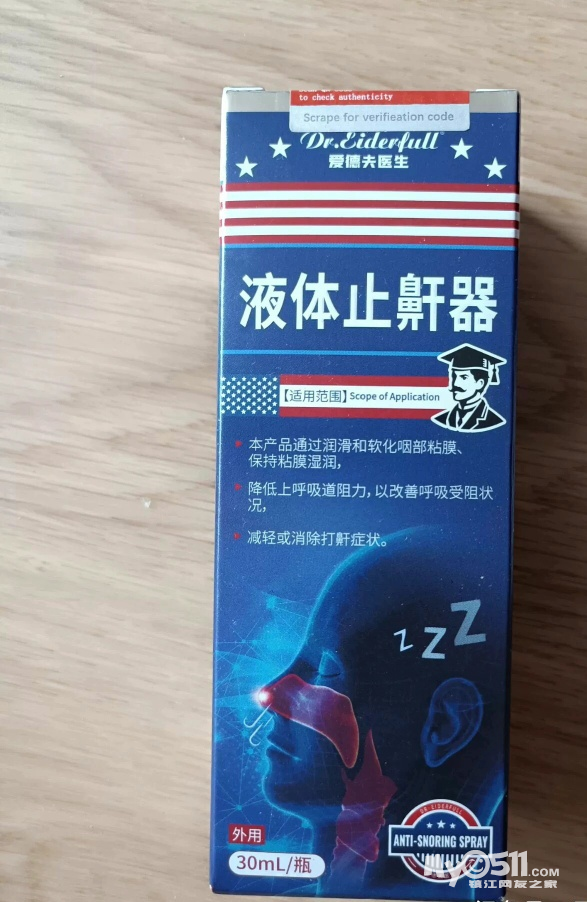 to check authenticity
Scrape for verifieation code
Dr.Eiderfull
爱德夫医生
液体止鼾器
【适用范围】Scope of Application
本产品通过润滑和软化咽部粘膜、
保持粘膜湿润,
降低上呼吸道阻力,以改善呼吸受阻状
况,
减轻或消除打鼾症状。
z z Z
DR. EIDERFULL
ANTI-SNORING SPRAY
外用
30mL/瓶
my0511.COM
镇江网友之家